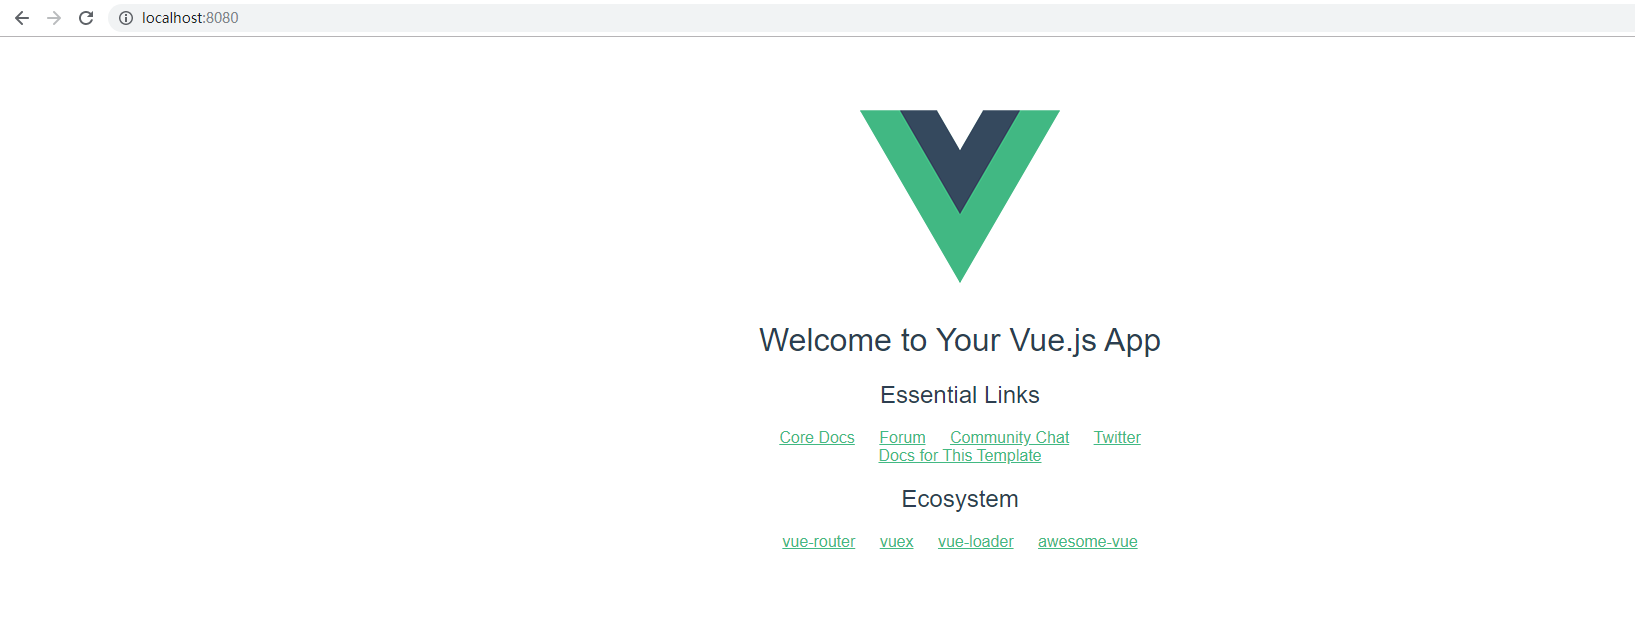 localhost:8080
Welcome to Your Vue.js App
Essential Links
Core Docs Forum Community Chat Twitter
Docs for This Template
Ecosystem
vue-router vuex vue-loader awesome-vue